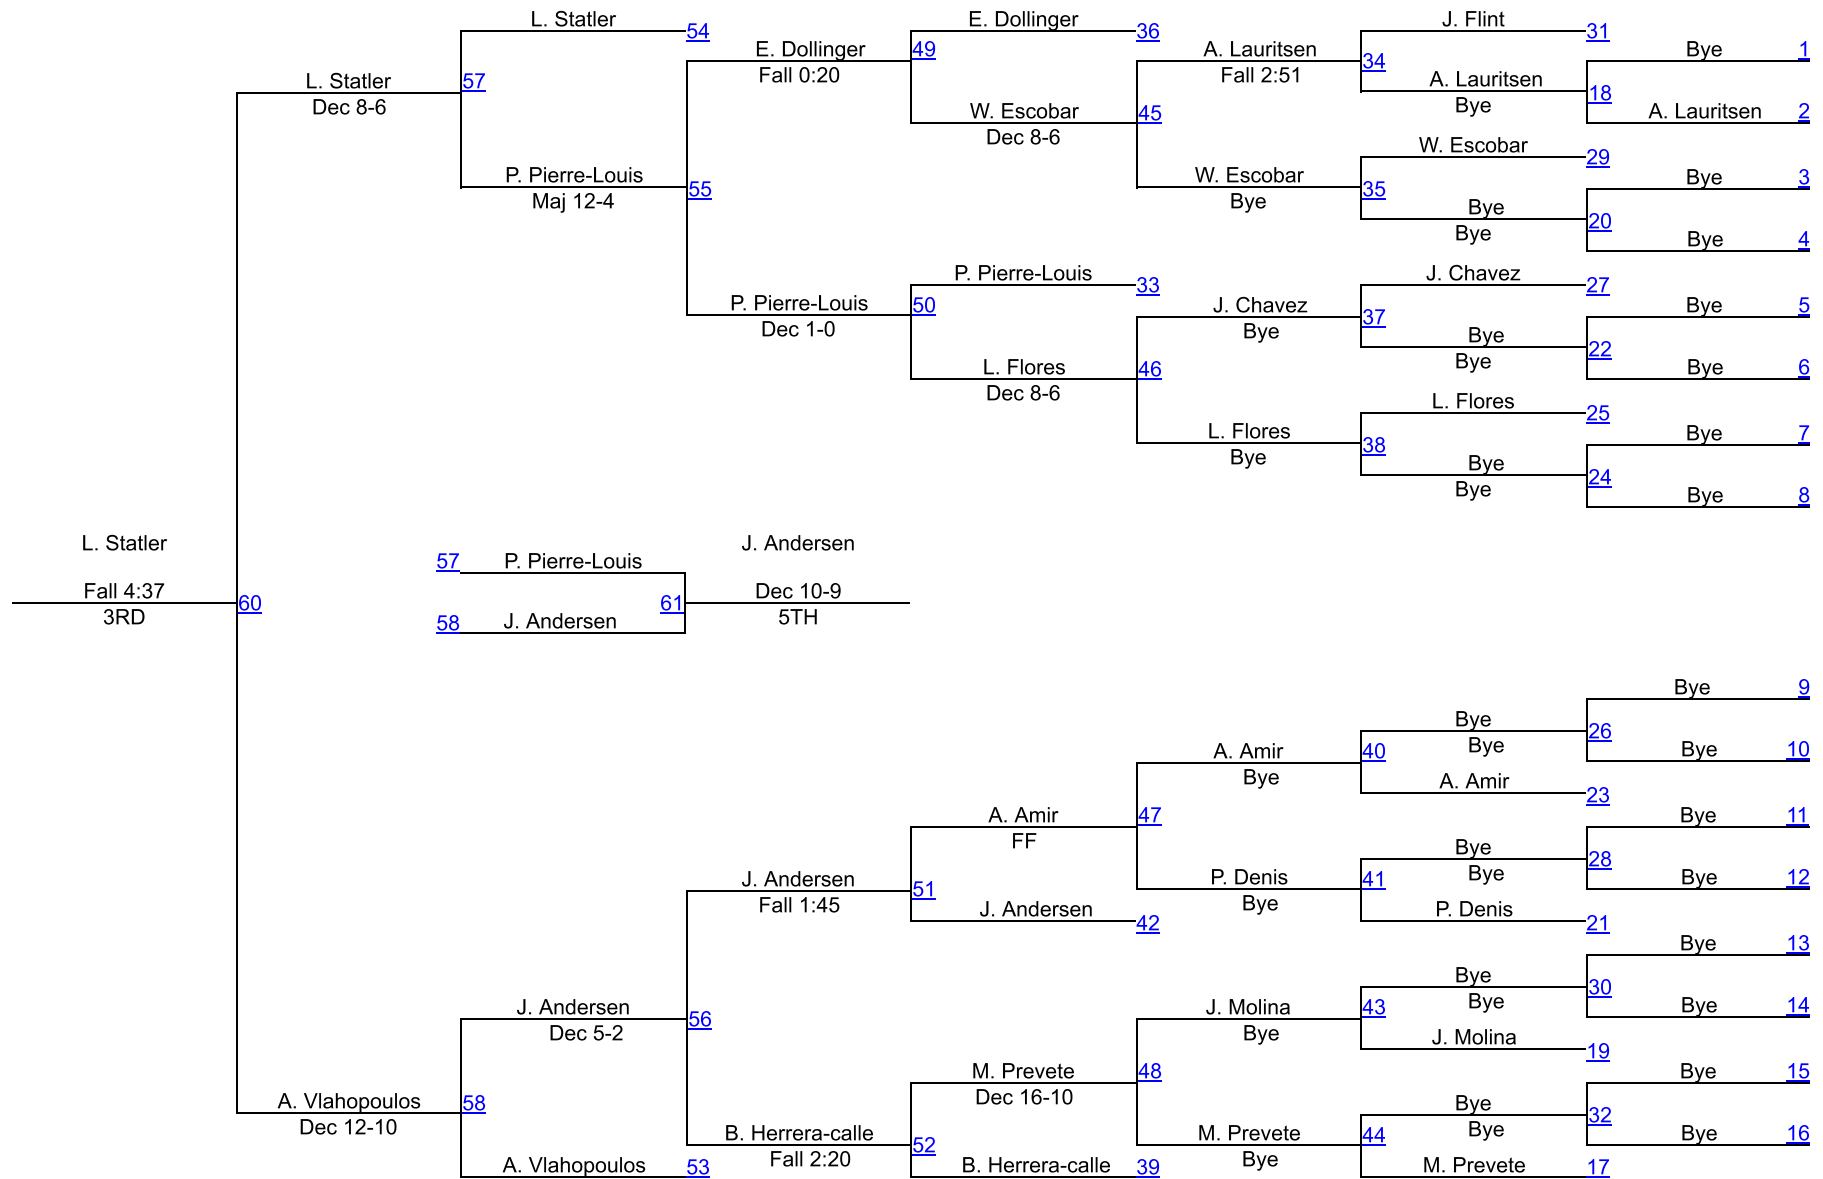 L. Statler
54
E. Dollinger
36
J. Flint
31
Bye
1
E. Dollinger
49
A. Lauritsen
34
Fall 0:20
Fall 2:51
L. Statler
57
A. Lauritsen
18
Dec 8-6
Bye
W. Escobar
45
A. Lauritsen
2
Dec 8-6
W. Escobar
29
P. Pierre-Louis
55
W. Escobar
35
Bye
3
Maj 12-4
Bye
Bye
20
Bye
Bye
4
P. Pierre-Louis
33
J. Chavez
27
P. Pierre-Louis
50
J. Chavez
37
Bye
5
Dec 1-0
Bye
Bye
22
Bye
L. Flores
46
Bye
6
Dec 8-6
L. Flores
25
L. Flores
38
Bye
7
Bye
Bye
24
Bye
Bye
8
L. Statler
Fall 4:37
60
3RD
57
P. Pierre-Louis
J. Andersen
61
Dec 10-9
58
J. Andersen
5TH
Bye
9
Bye
26
Bye
A. Amir
40
Bye
10
Bye
A. Amir
23
A. Amir
47
Bye
11
FF
Bye
28
Bye
J. Andersen
51
P. Denis
41
Bye
12
Fall 1:45
Bye
J. Andersen
42
P. Denis
21
Bye
13
Bye
30
Bye
J. Andersen
56
J. Molina
43
Bye
14
Dec 5-2
Bye
J. Molina
19
M. Prevete
48
Bye
15
Dec 16-10
A. Vlahopoulos
58
Bye
32
Dec 12-10
Bye
B. Herrera-calle
52
M. Prevete
44
Bye
16
Fall 2:20
Bye
A. Vlahopoulos
53
B. Herrera-calle
39
M. Prevete
17